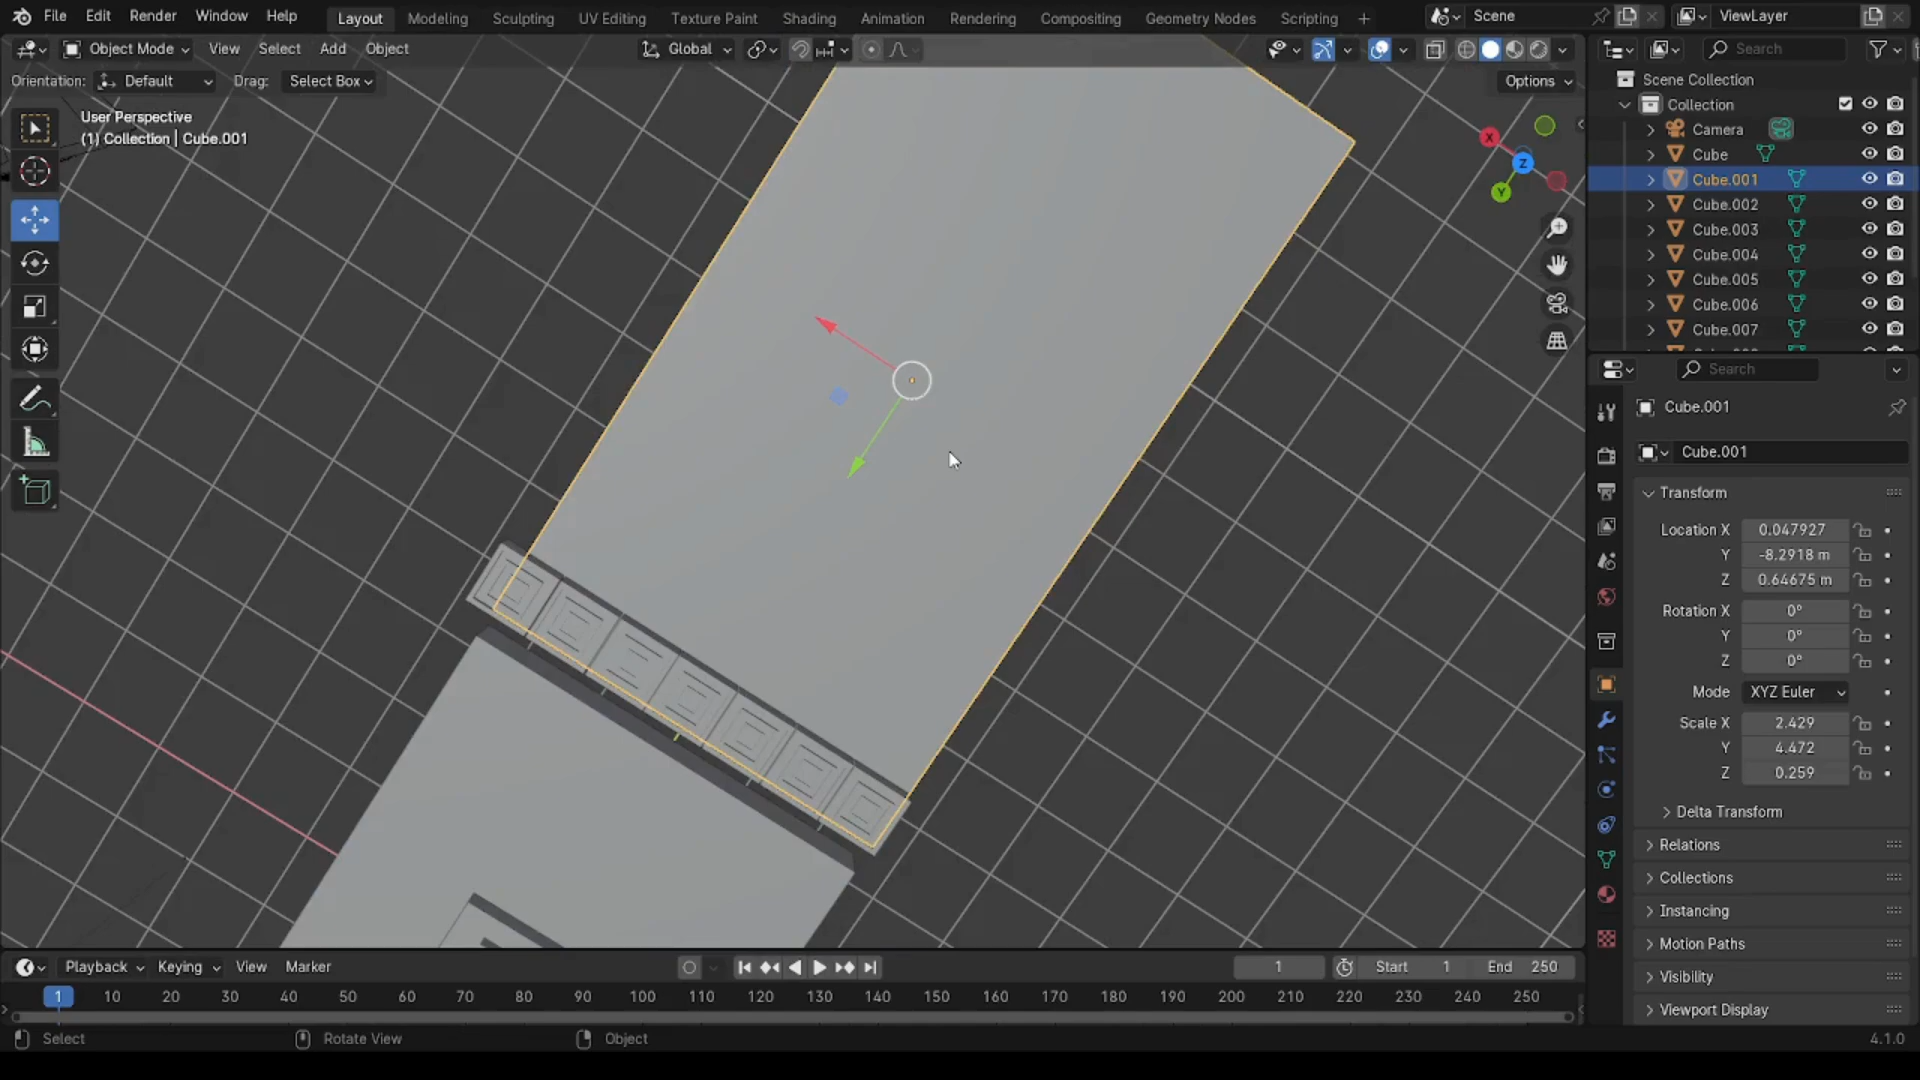 File Edit Render Window Help Layout Modeling Sculpting UV Editing Texture Paint Shading Animation Rendering Compositing Geometry Nodes Scripting + Scene ViewLayer
Object Mode View Select Add Object Global Search
Orientation: Default Drag: Select Box Options
User Perspective
(1) Collection | Cube.001
X
Z
Y
Scene Collection
Collection
Camera
Cube
Cube.001
Cube.002
Cube.003
Cube.004
Cube.005
Cube.006
Cube.007
Search
Cube.001
Cube.001
Transform
Location X 0.047927
Y -8.2918 m
Z 0.64675 m
Rotation X 0°
Y 0°
Z 0°
Mode XYZ Euler
Scale X 2.429
Y 4.472
Z 0.259
Delta Transform
Relations
Collections
Instancing
Motion Paths
Visibility
Viewport Display
Playback Keying View Marker 1 Start 1 End 250
1 10 20 30 40 50 60 70 80 90 100 110 120 130 140 150 160 170 180 190 200 210 220 230 240 250
Select Rotate View Object 4.1.0